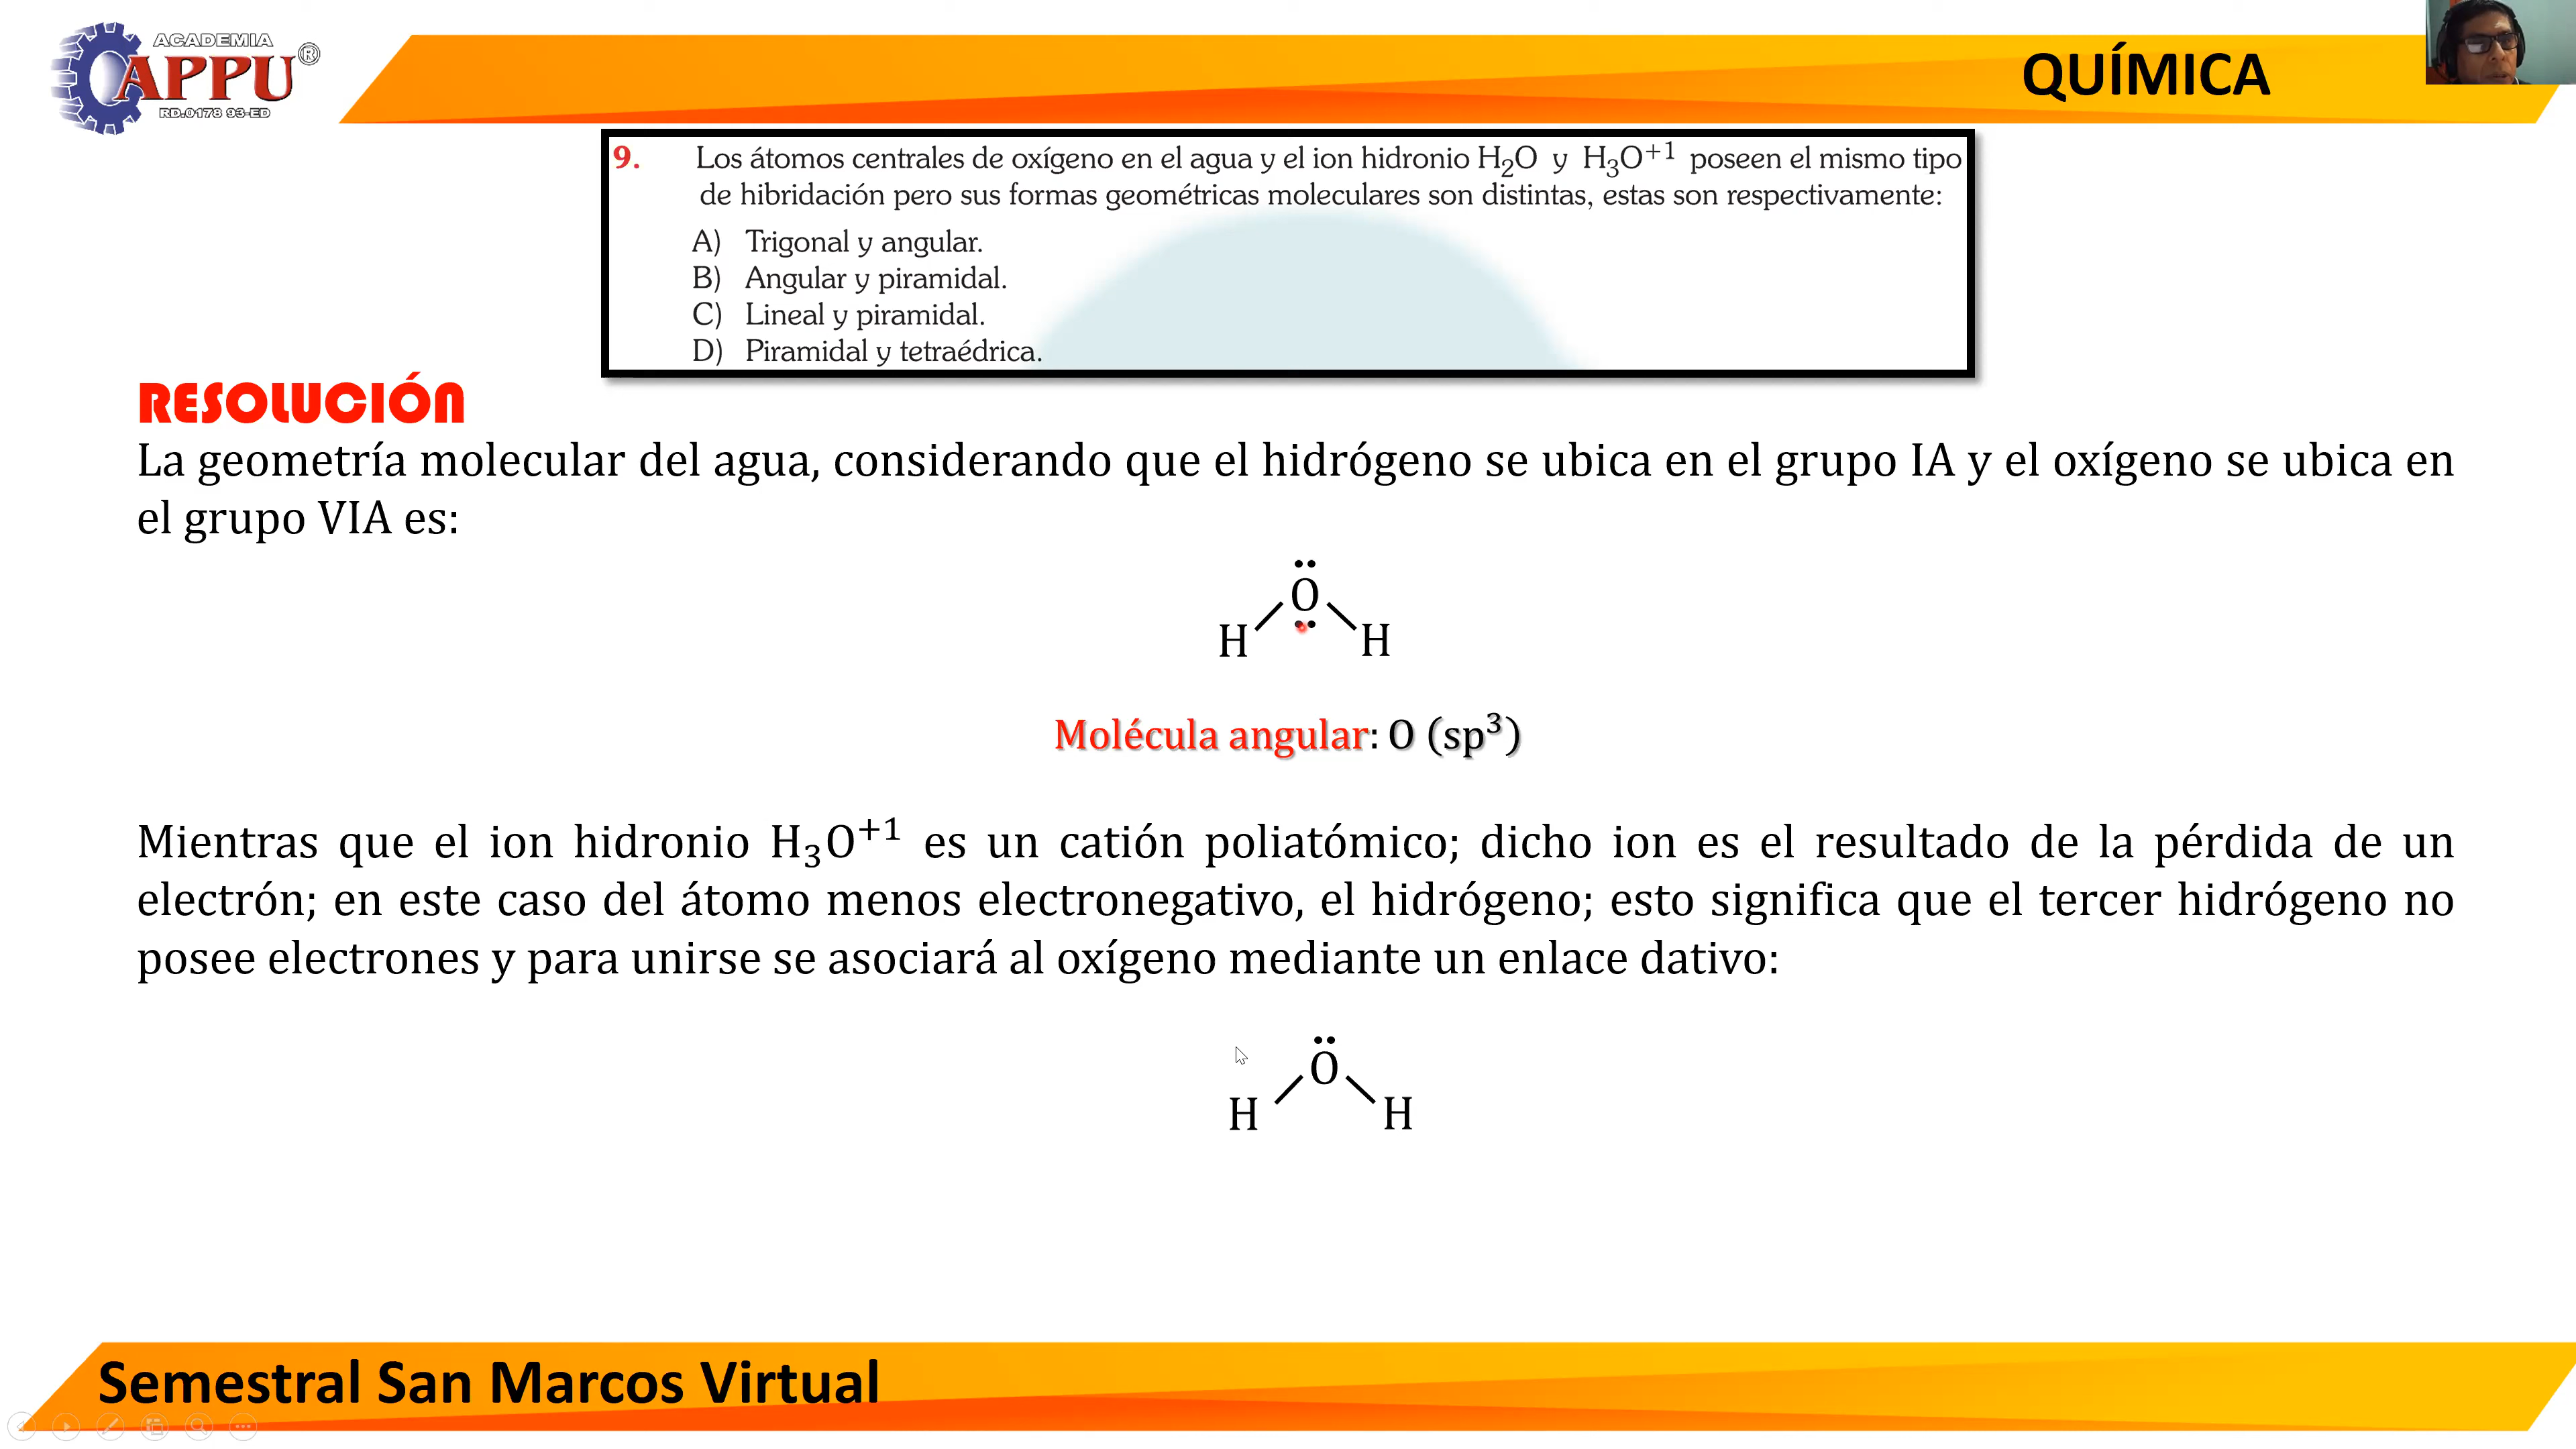 ACADEMIA
APPU®
RD.0178 93-ED
QUÍMICA
9. Los átomos centrales de oxígeno en el agua y el ion hidronio H₂O y H₃O⁺¹ poseen el mismo tipo
de hibridación pero sus formas geométricas moleculares son distintas, estas son respectivamente:
A) Trigonal y angular.
B) Angular y piramidal.
C) Lineal y piramidal.
D) Piramidal y tetraédrica.
RESOLUCIÓN
La geometría molecular del agua, considerando que el hidrógeno se ubica en el grupo IA y el oxígeno se ubica en
el grupo VIA es:
O
H H
Molécula angular: O (sp³)
Mientras que el ion hidronio H₃O⁺¹ es un catión poliatómico; dicho ion es el resultado de la pérdida de un
electrón; en este caso del átomo menos electronegativo, el hidrógeno; esto significa que el tercer hidrógeno no
posee electrones y para unirse se asociará al oxígeno mediante un enlace dativo:
O
H H
Semestral San Marcos Virtual